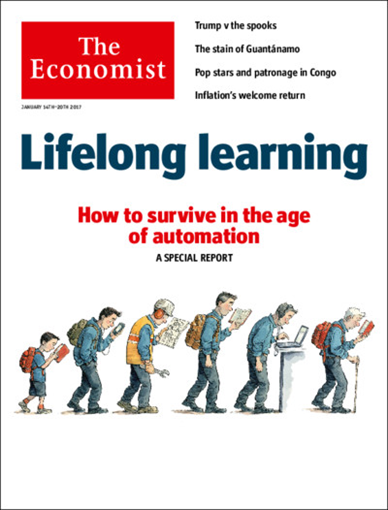 The
Economist
JANUARY 14TH–20TH 2017
Trump v the spooks
The stain of Guantánamo
Pop stars and patronage in Congo
Inflation's welcome return
Lifelong learning
How to survive in the age
of automation
A SPECIAL REPORT